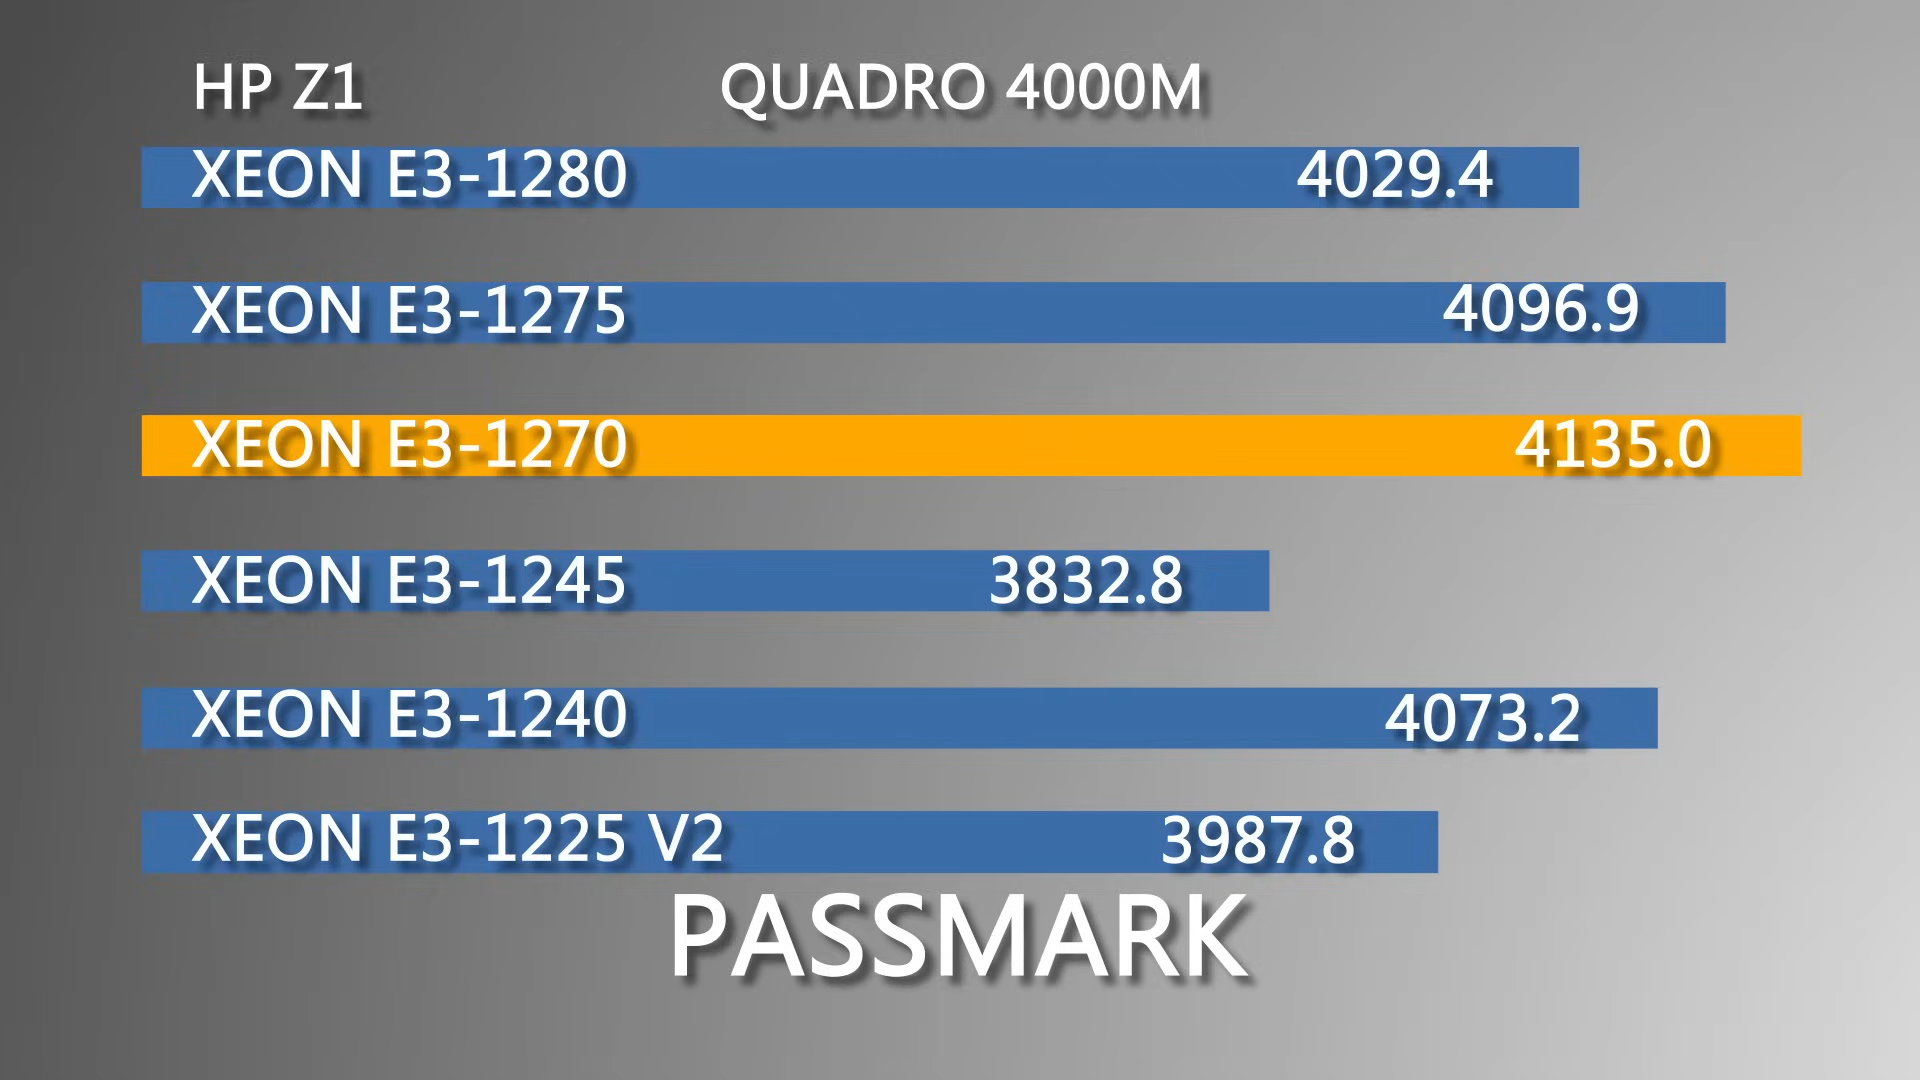 HP Z1 QUADRO 4000M
XEON E3-1280 4029.4
XEON E3-1275 4096.9
XEON E3-1270 4135.0
XEON E3-1245 3832.8
XEON E3-1240 4073.2
XEON E3-1225 V2 3987.8
PASSMARK